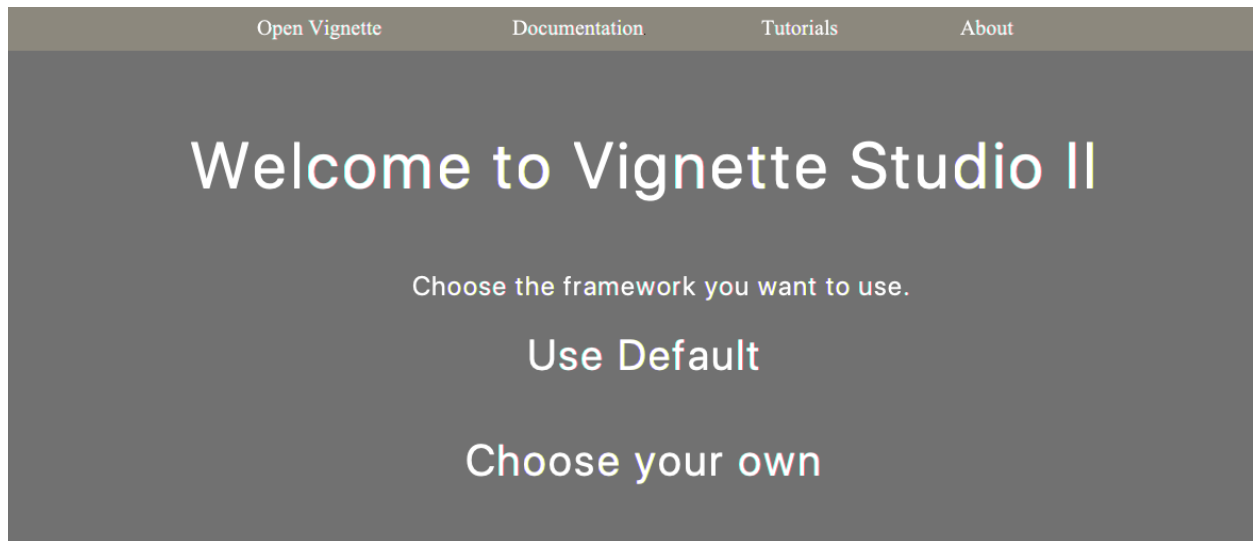 Open Vignette Documentation Tutorials About
Welcome to Vignette Studio II
Choose the framework you want to use.
Use Default
Choose your own